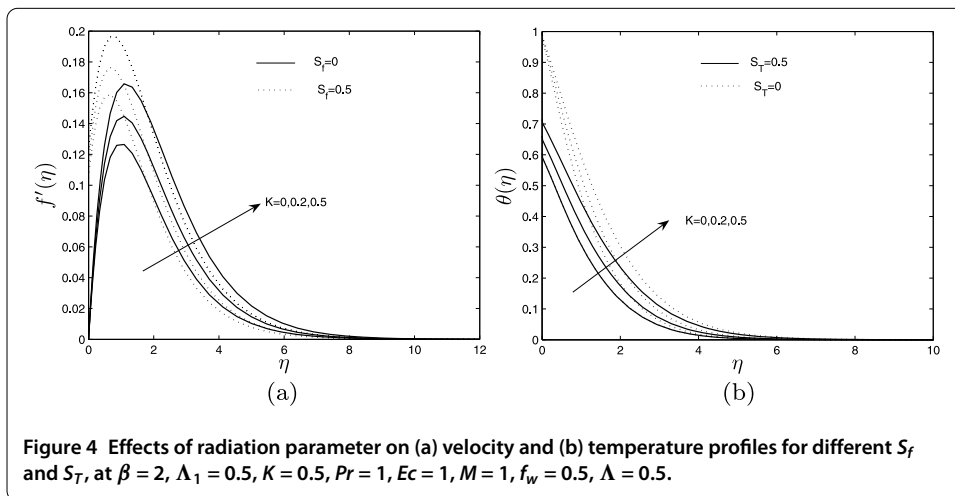 0.2
0.18
0.16
0.14
0.12
0.1
0.08
0.06
0.04
0.02
0
f′(η)
S_f=0
S_f=0.5
K=0,0.2,0.5
0 2 4 6 8 10 12
η
(a)
1
0.9
0.8
0.7
0.6
0.5
0.4
0.3
0.2
0.1
0
θ(η)
S_T=0.5
S_T=0
K=0,0.2,0.5
0 2 4 6 8 10
η
(b)
Figure 4 Effects of radiation parameter on (a) velocity and (b) temperature profiles for different S_f
and S_T, at β = 2, Λ₁ = 0.5, K = 0.5, Pr = 1, Ec = 1, M = 1, f_w = 0.5, Λ = 0.5.